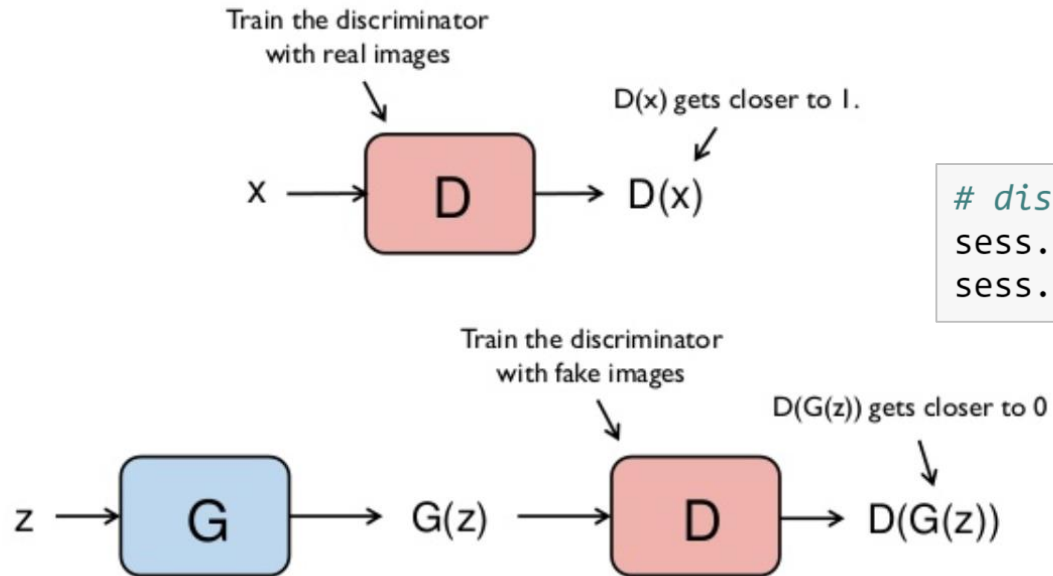 Train the discriminator
with real images
D(x) gets closer to 1.
x D D(x)
# dis
sess.
sess.
Train the discriminator
with fake images
D(G(z)) gets closer to 0
z G G(z) D D(G(z))